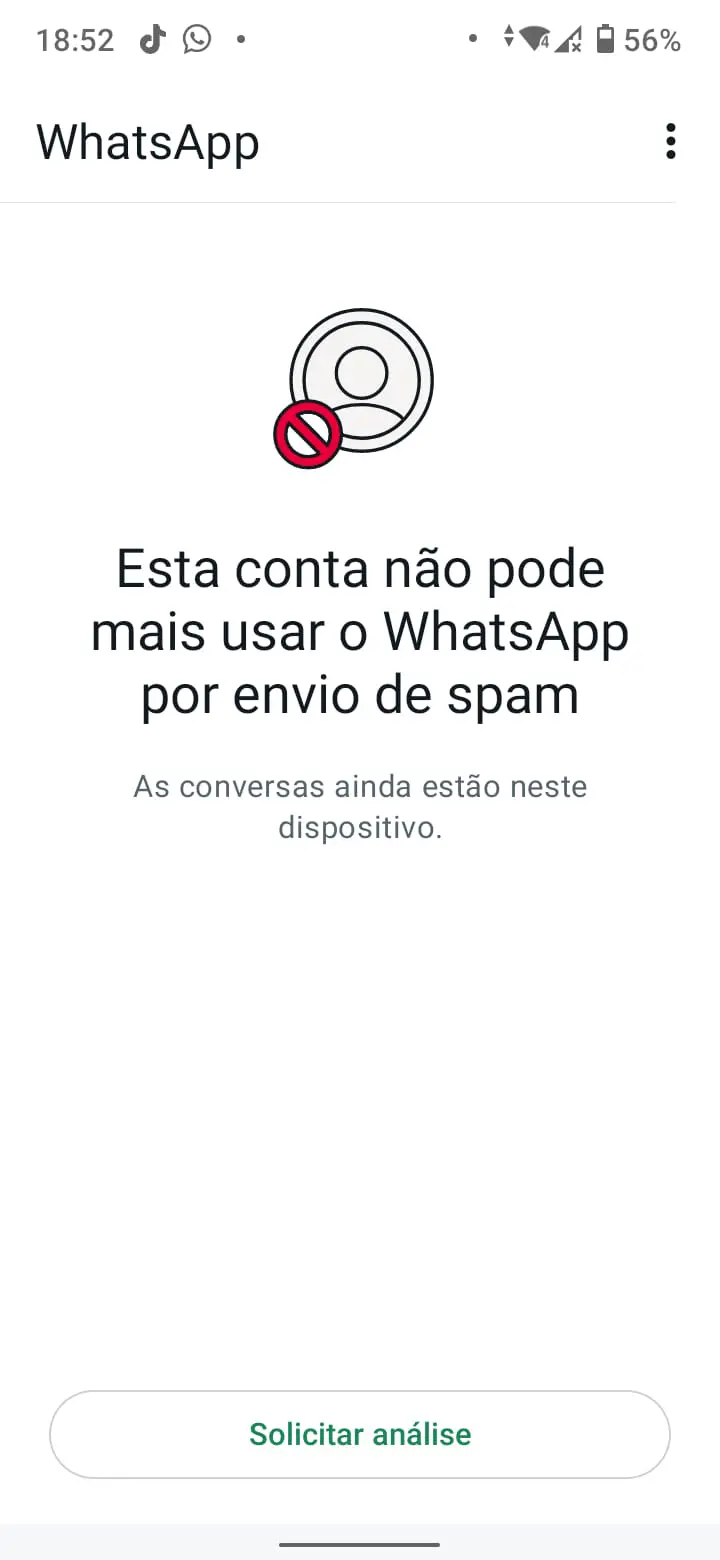 18:52
56%
WhatsApp
Esta conta não pode
mais usar o WhatsApp
por envio de spam
As conversas ainda estão neste
dispositivo.
Solicitar análise